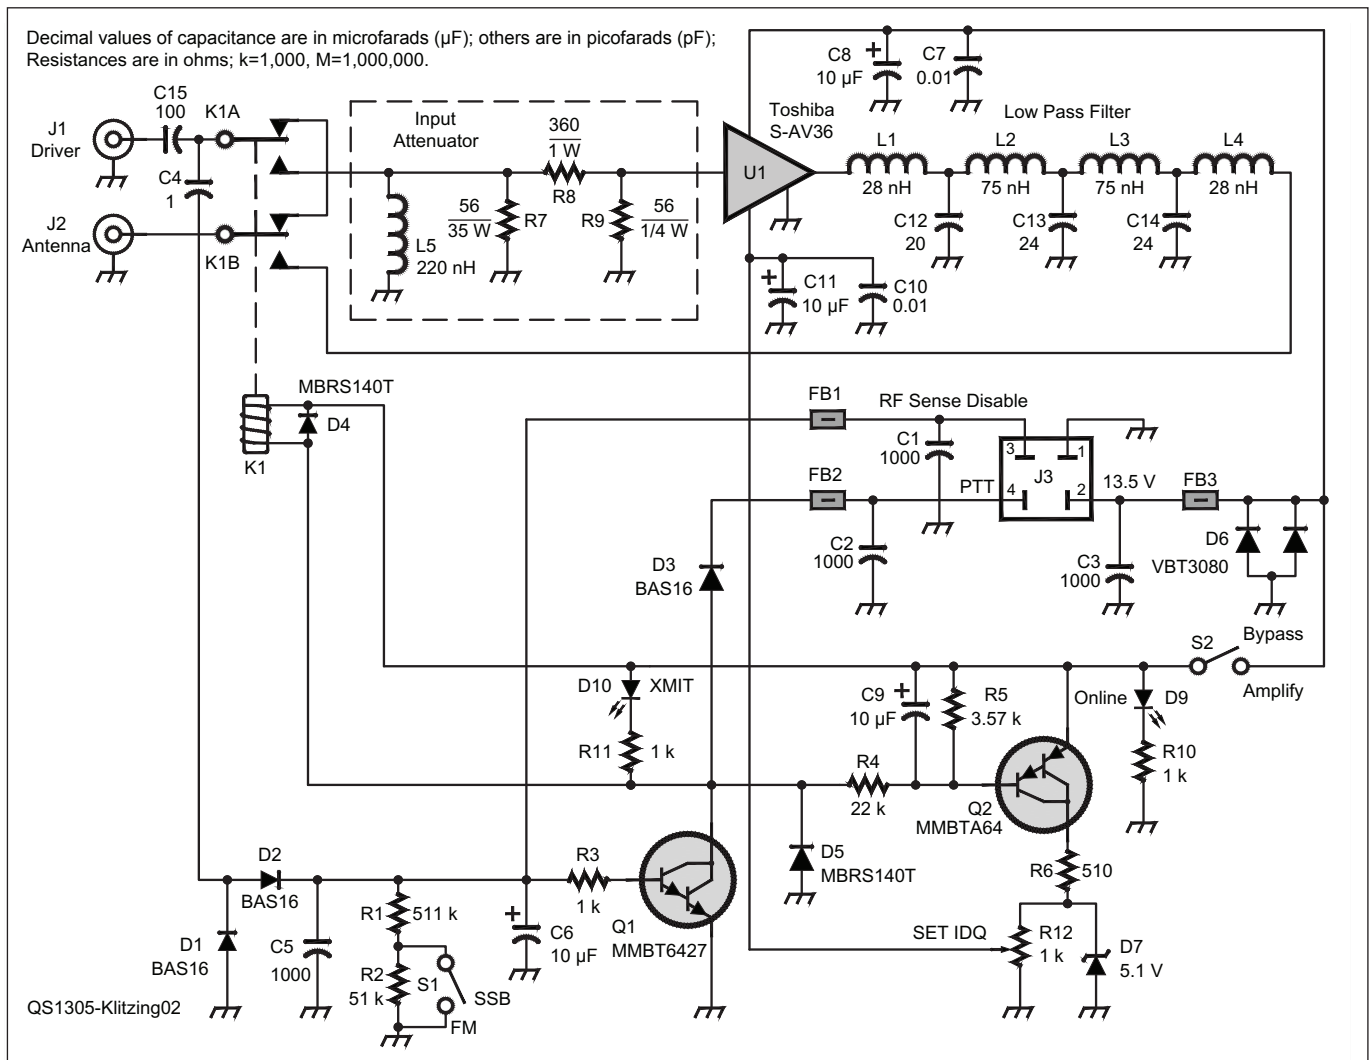 Decimal values of capacitance are in microfarads (µF); others are in picofarads (pF);
Resistances are in ohms; k=1,000, M=1,000,000.
J1
Driver
C15
100
K1A
C4
1
J2
Antenna
K1B
Input
Attenuator
L5
220 nH
56
35 W
R7
360
1 W
R8
R9
56
1/4 W
Toshiba
S-AV36
U1
C8
+
10 µF
C7
0.01
Low Pass Filter
L1
28 nH
L2
75 nH
L3
75 nH
L4
28 nH
C12
20
C13
24
C14
24
+
C11
10 µF
C10
0.01
MBRS140T
D4
K1
FB1
RF Sense Disable
C1
1000
3
1
J3
4
2
PTT
13.5 V
FB2
FB3
C2
1000
C3
1000
D6
VBT3080
D3
BAS16
S2
Bypass
Amplify
D10
XMIT
R11
1 k
C9
+
10 µF
R5
3.57 k
Online
D9
R10
1 k
R4
22 k
Q2
MMBTA64
D5
MBRS140T
R6
510
D2
BAS16
D1
BAS16
C5
1000
R1
511 k
R2
51 k
S1
SSB
FM
+
C6
10 µF
R3
1 k
Q1
MMBT6427
SET IDQ
R12
1 k
D7
5.1 V
QS1305-Klitzing02